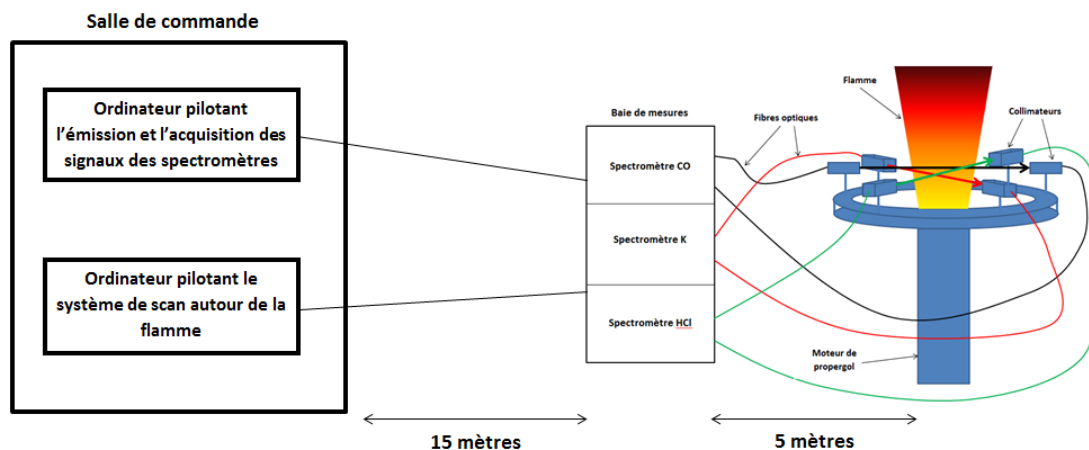 Salle de commande
Ordinateur pilotant
l'émission et l'acquisition des
signaux des spectromètres
Ordinateur pilotant le
système de scan autour de la
flamme
Baie de mesures
Spectromètre CO
Spectromètre K
Spectromètre HCl
Fibres optiques
Flamme
Collimateurs
Moteur de
propergol
15 mètres
5 mètres